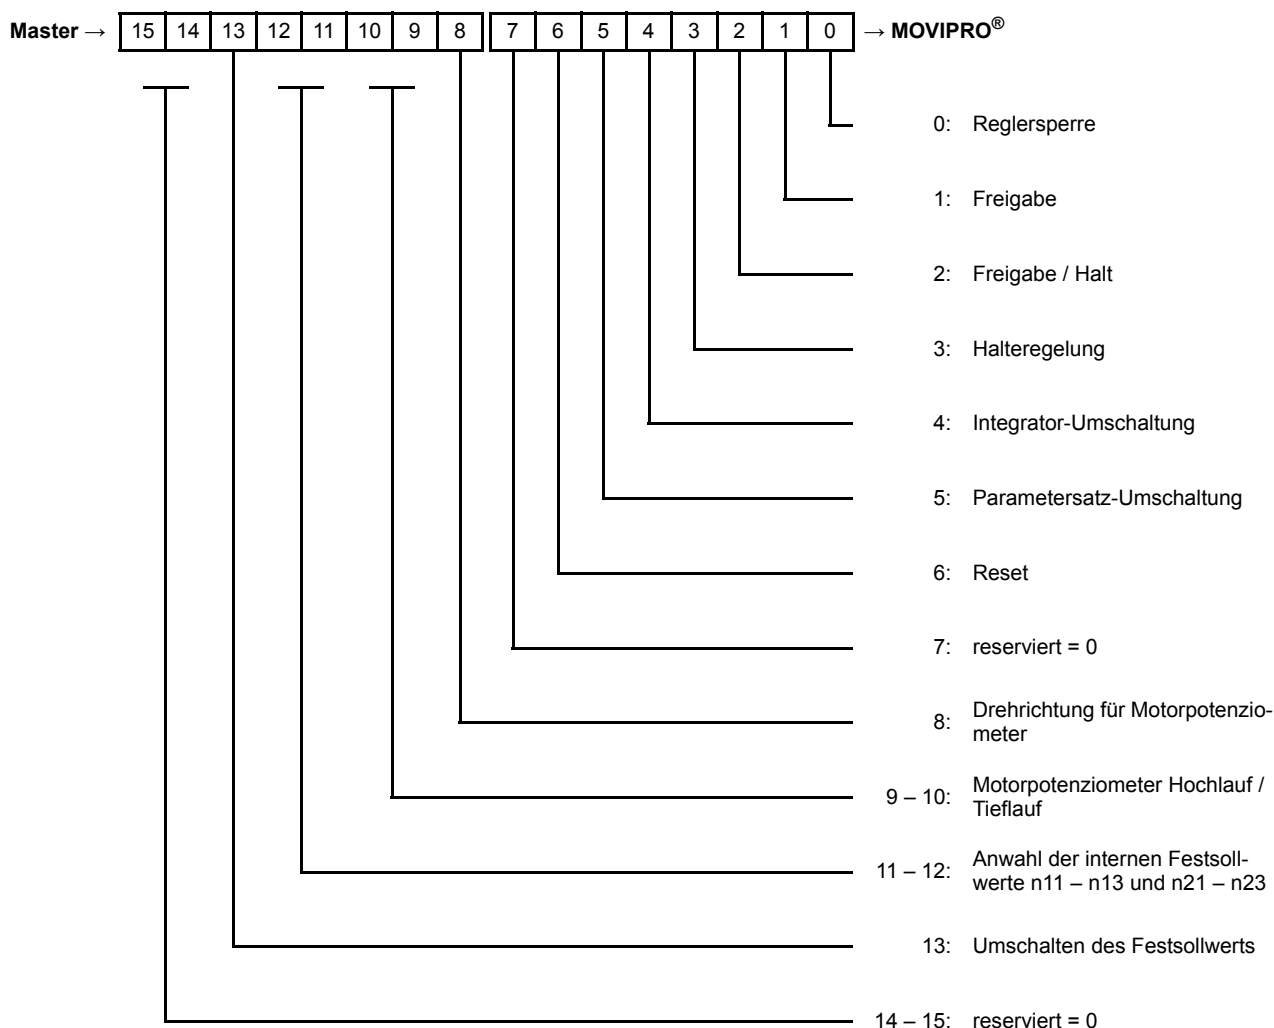 Master → 15 14 13 12 11 10 9 8 7 6 5 4 3 2 1 0 → MOVIPRO®
0: Reglersperre
1: Freigabe
2: Freigabe / Halt
3: Halteregelung
4: Integrator-Umschaltung
5: Parametersatz-Umschaltung
6: Reset
7: reserviert = 0
8: Drehrichtung für Motorpotenzio-
meter
9 – 10: Motorpotenziometer Hochlauf /
Tieflauf
11 – 12: Anwahl der internen Festsoll-
werte n11 – n13 und n21 – n23
13: Umschalten des Festsollwerts
14 – 15: reserviert = 0